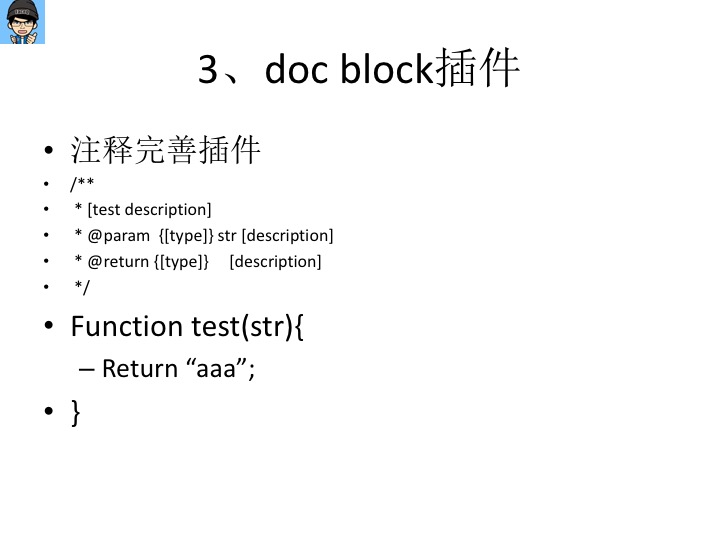 3、doc block插件
• 注释完善插件
• /**
• * [test description]
• * @param {[type]} str [description]
• * @return {[type]} [description]
• */
• Function test(str){
– Return “aaa”;
• }